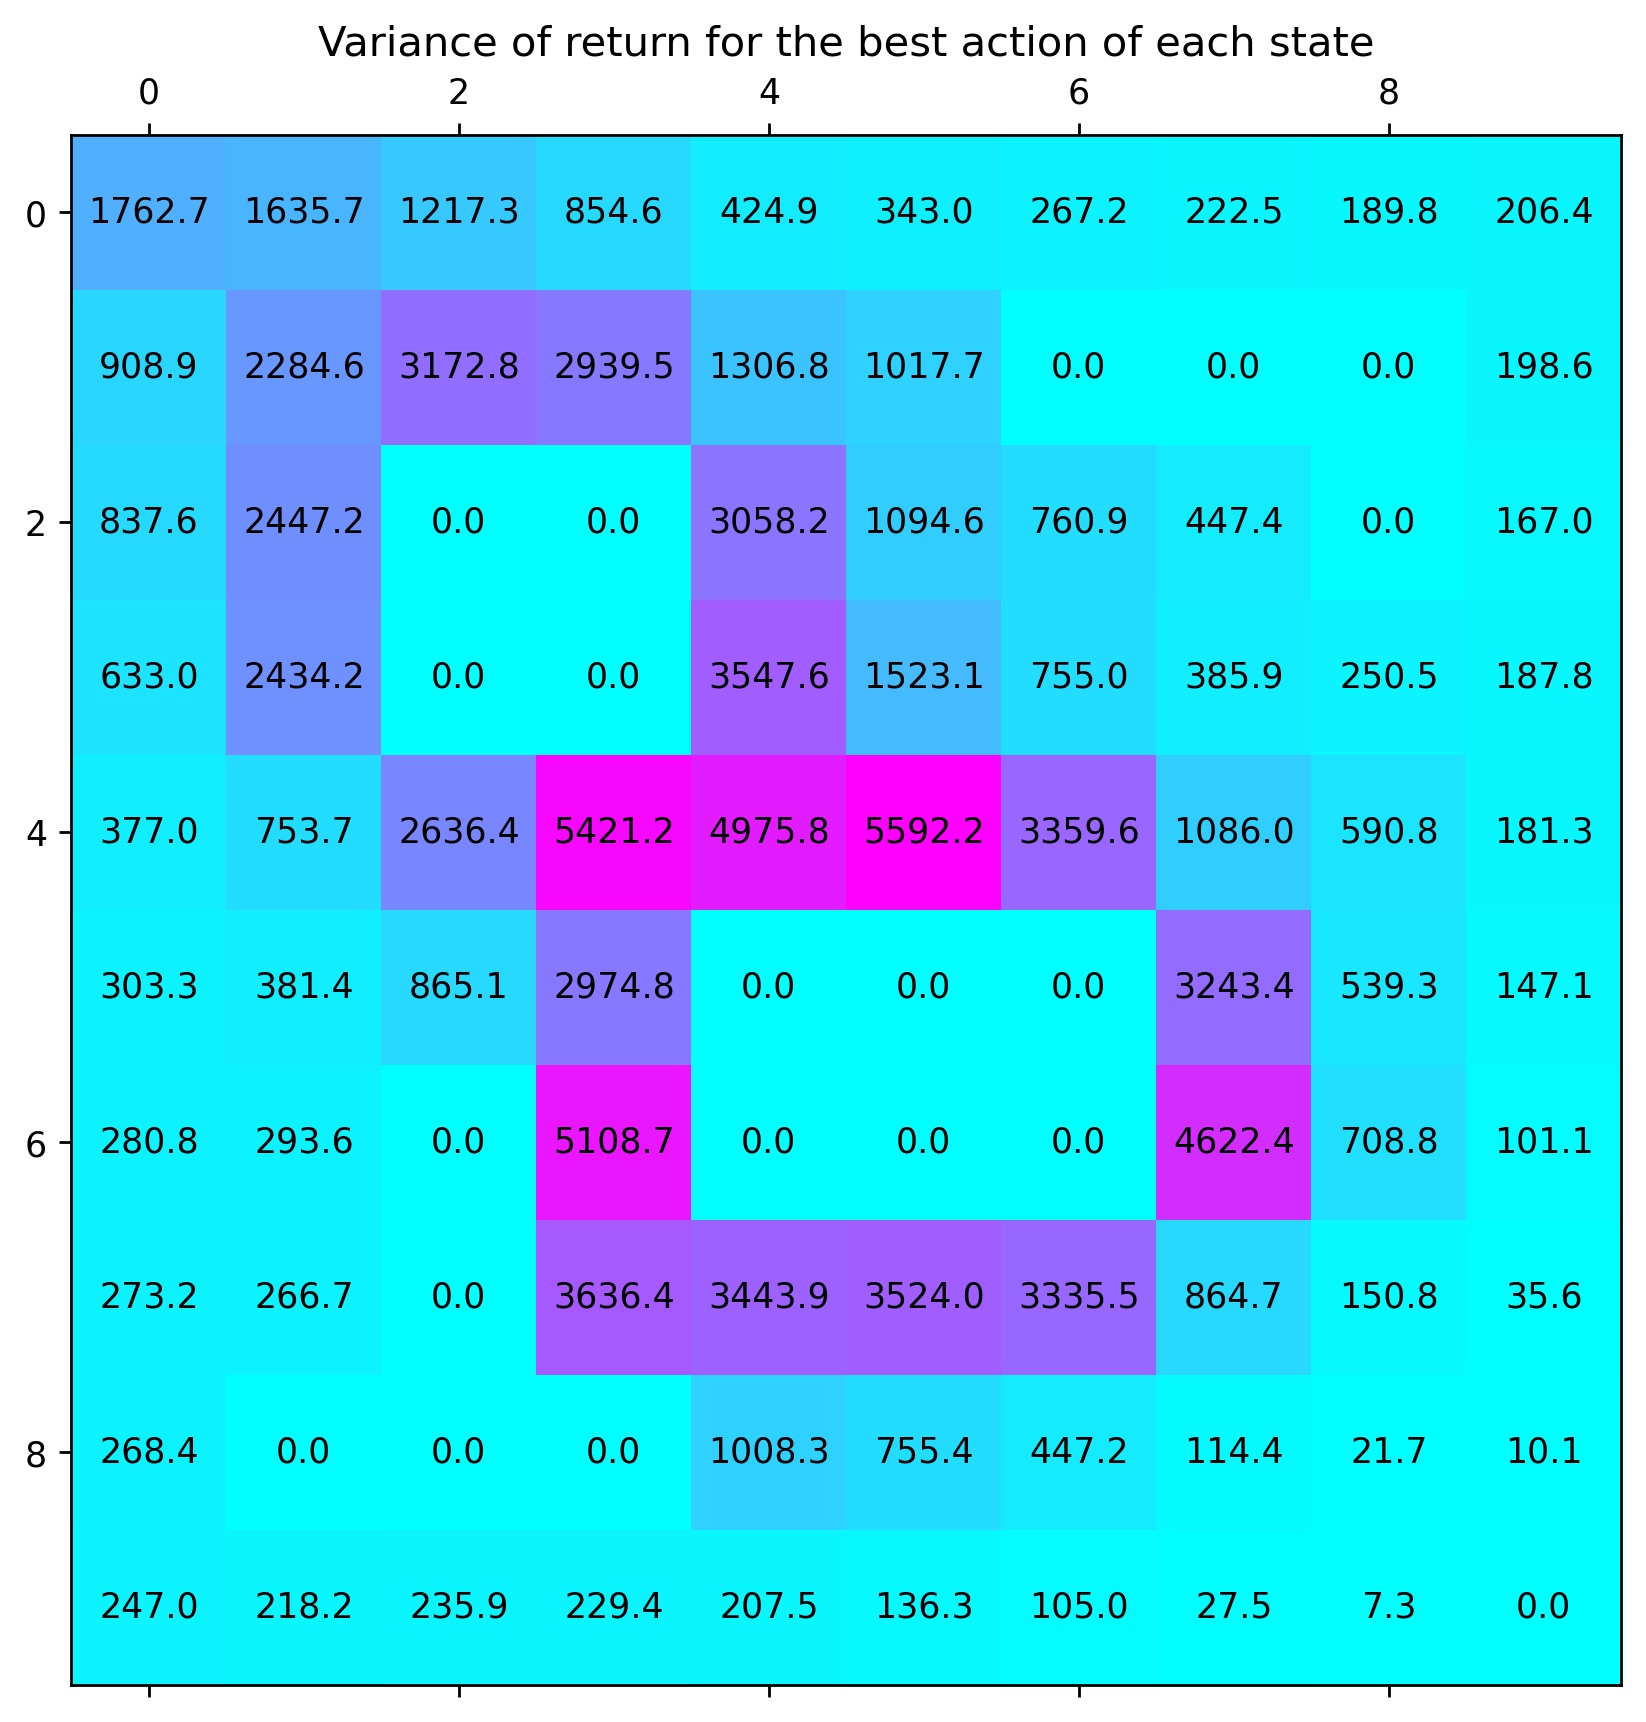 Variance of return for the best action of each state
0 2 4 6 8
0 1762.7 1635.7 1217.3 854.6 424.9 343.0 267.2 222.5 189.8 206.4
908.9 2284.6 3172.8 2939.5 1306.8 1017.7 0.0 0.0 0.0 198.6
2 837.6 2447.2 0.0 0.0 3058.2 1094.6 760.9 447.4 0.0 167.0
633.0 2434.2 0.0 0.0 3547.6 1523.1 755.0 385.9 250.5 187.8
4 377.0 753.7 2636.4 5421.2 4975.8 5592.2 3359.6 1086.0 590.8 181.3
303.3 381.4 865.1 2974.8 0.0 0.0 0.0 3243.4 539.3 147.1
6 280.8 293.6 0.0 5108.7 0.0 0.0 0.0 4622.4 708.8 101.1
273.2 266.7 0.0 3636.4 3443.9 3524.0 3335.5 864.7 150.8 35.6
8 268.4 0.0 0.0 0.0 1008.3 755.4 447.2 114.4 21.7 10.1
247.0 218.2 235.9 229.4 207.5 136.3 105.0 27.5 7.3 0.0